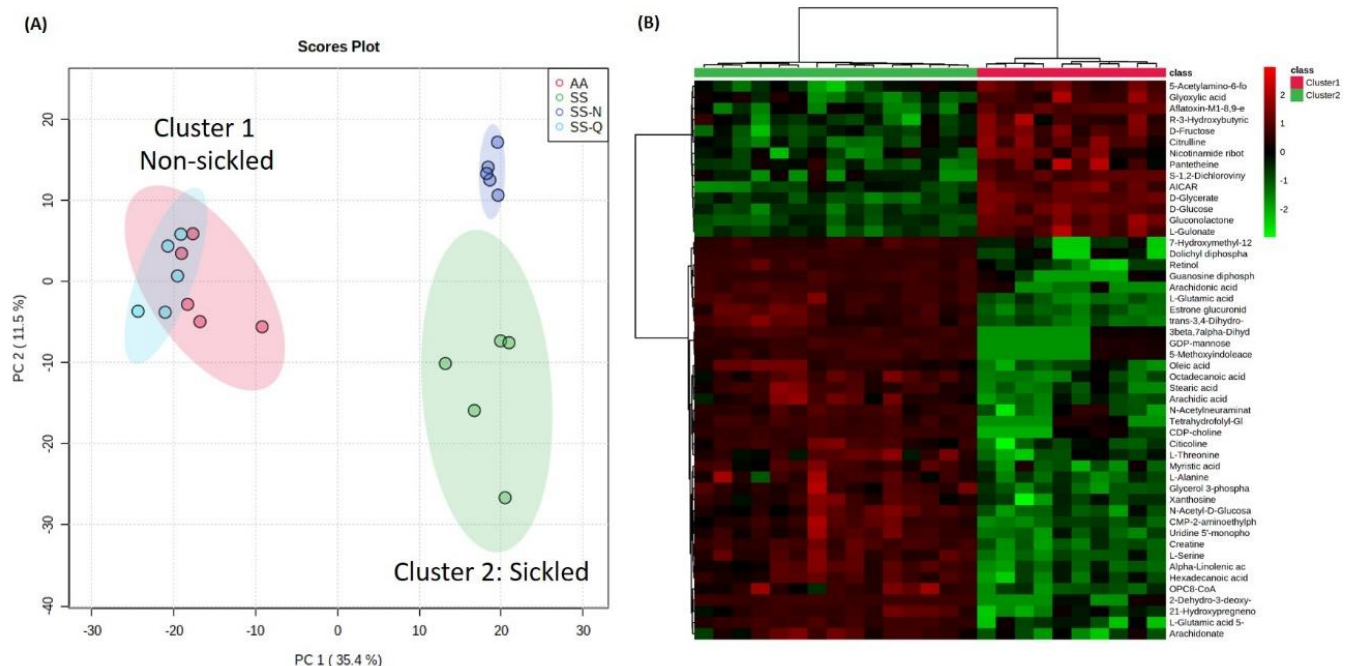 (A)
Scores Plot
AA
SS
SS-N
SS-Q
Cluster 1
Non-sickled
Cluster 2: Sickled
PC 2 ( 11.5 %)
20
10
0
-10
-20
-30
-40
-30
-20
-10
0
10
20
30
PC 1 ( 35.4 %)
(B)
class
5-Acetylamino-6-fo
Glyoxylic acid
Aflatoxin-M1-8,9-e
R-3-Hydroxybutyric
D-Fructose
Citrulline
Nicotinamide ribot
Pantetheine
S-1,2-Dichloroviny
AICAR
D-Glycerate
D-Glucose
Gluconolactone
L-Gulonate
7-Hydroxymethyl-12
Dolichyl diphospha
Retinol
Guanosine diphosph
Arachidonic acid
L-Glutamic acid
Estrone glucuronid
trans-3,4-Dihydro-
3beta,7alpha-Dihyd
GDP-mannose
5-Methoxyindoleace
Oleic acid
Octadecanoic acid
Stearic acid
Arachidic acid
N-Acetylneuraminat
Tetrahydrofolyl-Gl
CDP-choline
Citicoline
L-Threonine
Myristic acid
L-Alanine
Glycerol 3-phospha
Xanthosine
N-Acetyl-D-Glucosa
CMP-2-aminoethylph
Uridine 5'-monopho
Creatine
L-Serine
Alpha-Linolenic ac
Hexadecanoic acid
OPC8-CoA
2-Dehydro-3-deoxy-
21-Hydroxypregneno
L-Glutamic acid 5-
Arachidonate
2
1
0
-1
-2
class
Cluster1
Cluster2